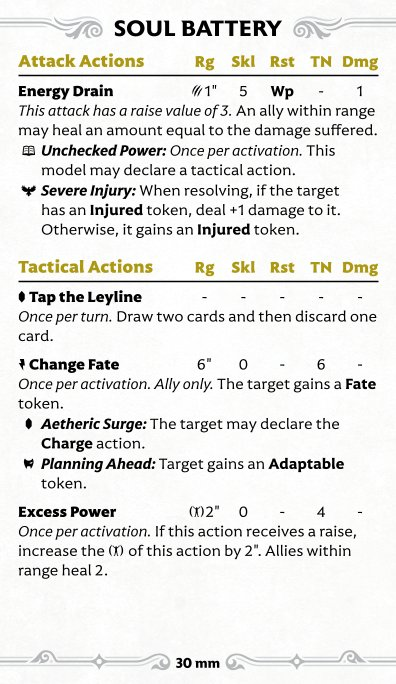 SOUL BATTERY
Attack Actions Rg Skl Rst TN Dmg
Energy Drain 1" 5 Wp - 1
This attack has a raise value of 3. An ally within range
may heal an amount equal to the damage suffered.
Unchecked Power: Once per activation. This
model may declare a tactical action.
Severe Injury: When resolving, if the target
has an Injured token, deal +1 damage to it.
Otherwise, it gains an Injured token.
Tactical Actions Rg Skl Rst TN Dmg
Tap the Leyline - - - - -
Once per turn. Draw two cards and then discard one
card.
Change Fate 6" 0 - 6 -
Once per activation. Ally only. The target gains a Fate
token.
Aetheric Surge: The target may declare the
Charge action.
Planning Ahead: Target gains an Adaptable
token.
Excess Power 2" 0 - 4 -
Once per activation. If this action receives a raise,
increase the of this action by 2". Allies within
range heal 2.
30 mm